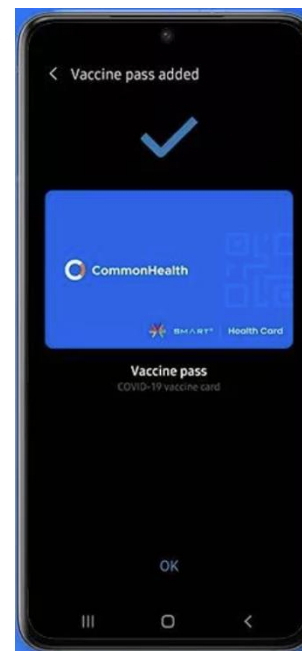 Vaccine pass added
CommonHealth
SMART® Health Card
Vaccine pass
COVID-19 vaccine card
OK